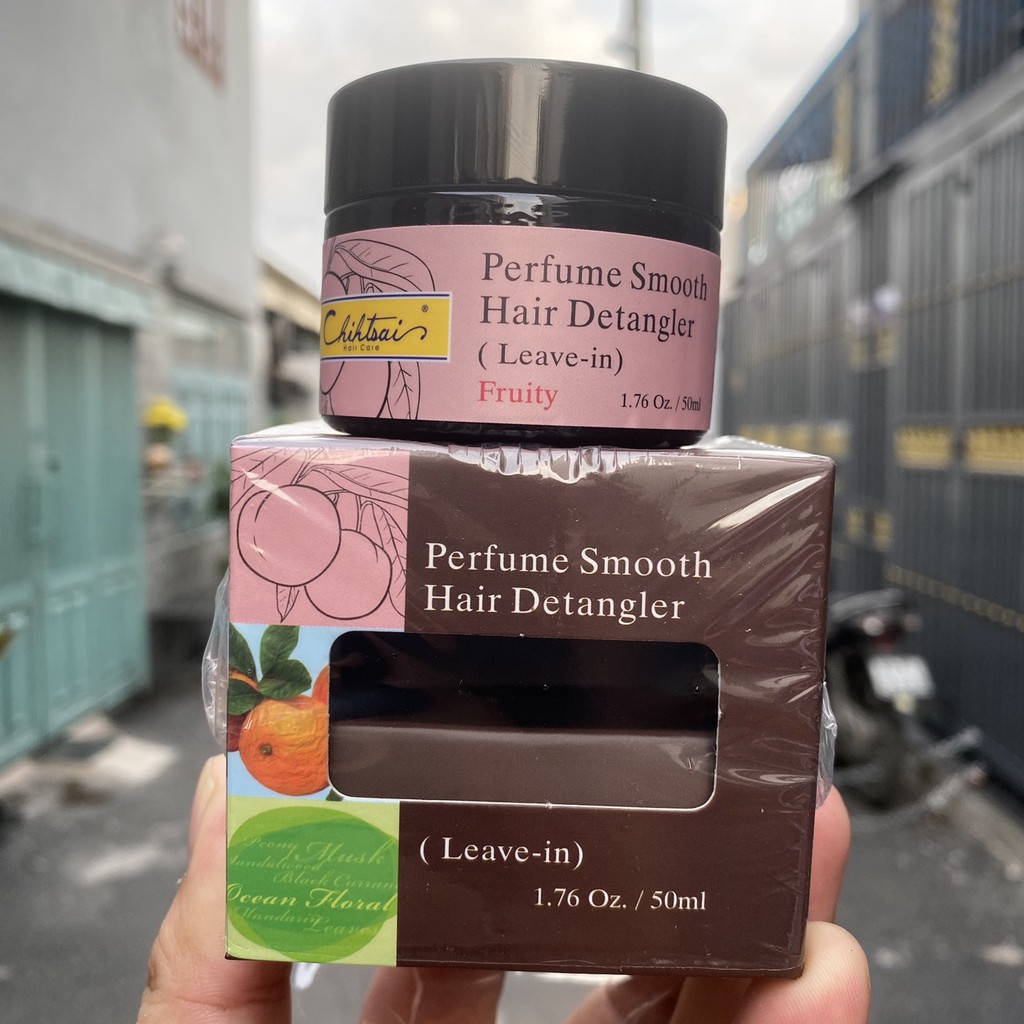 Perfume Smooth
Hair Detangler
( Leave-in)
Fruity
1.76 Oz. / 50ml
Chihtsai®
Hair Care
Perfume Smooth
Hair Detangler
( Leave-in)
1.76 Oz. / 50ml
Peony Musk
Sandalwood
Black Curran
Ocean Floral
Mandarin
Leaves